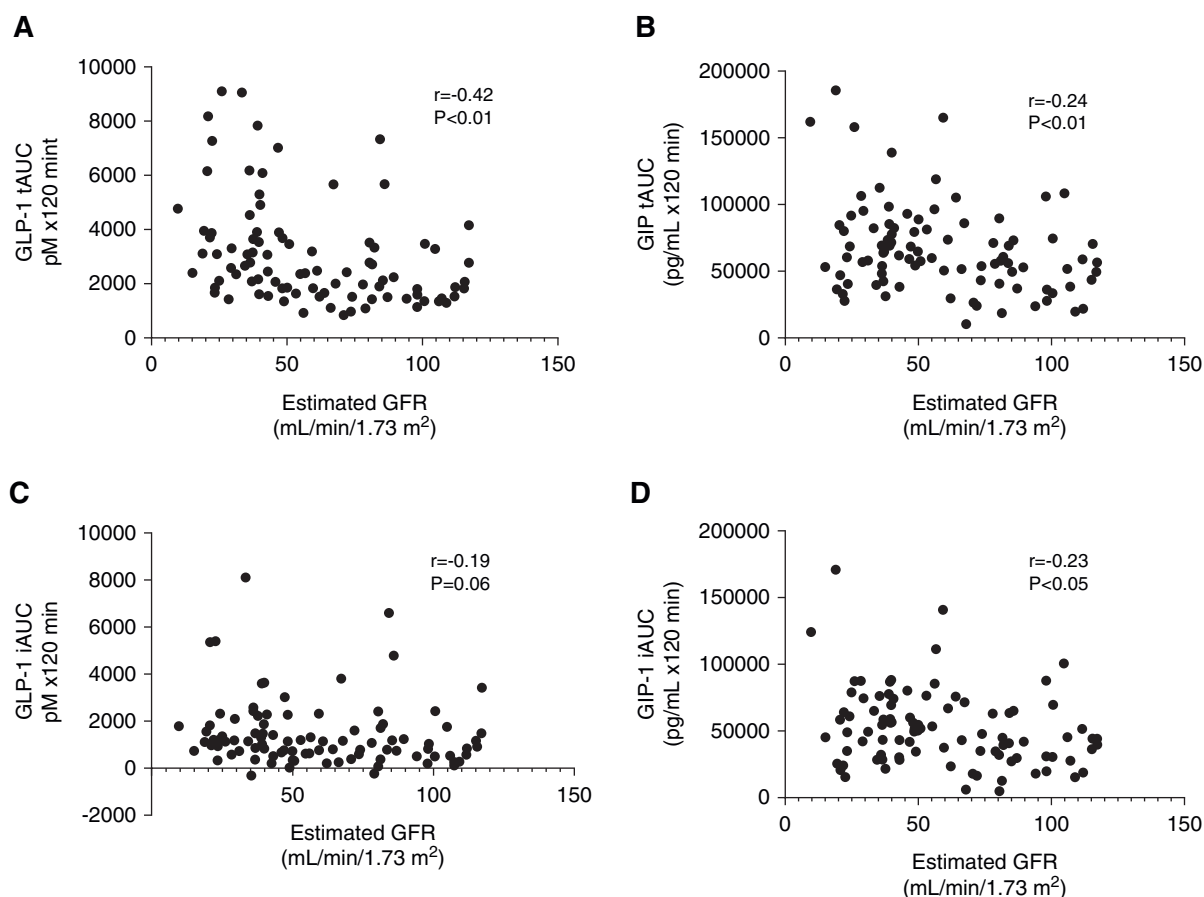 A
10000
8000
6000
4000
2000
0
GLP-1 tAUC
pM x120 mint
r=-0.42
P<0.01
0
50
100
150
Estimated GFR
(mL/min/1.73 m²)
B
200000
150000
100000
50000
0
GIP tAUC
(pg/mL x120 min)
r=-0.24
P<0.01
0
50
100
150
Estimated GFR
(mL/min/1.73 m²)
C
10000
8000
6000
4000
2000
0
-2000
GLP-1 iAUC
pM x120 min
r=-0.19
P=0.06
50
100
150
Estimated GFR
(mL/min/1.73 m²)
D
200000
150000
100000
50000
0
GIP-1 iAUC
(pg/mL x120 min)
r=-0.23
P<0.05
0
50
100
150
Estimated GFR
(mL/min/1.73 m²)